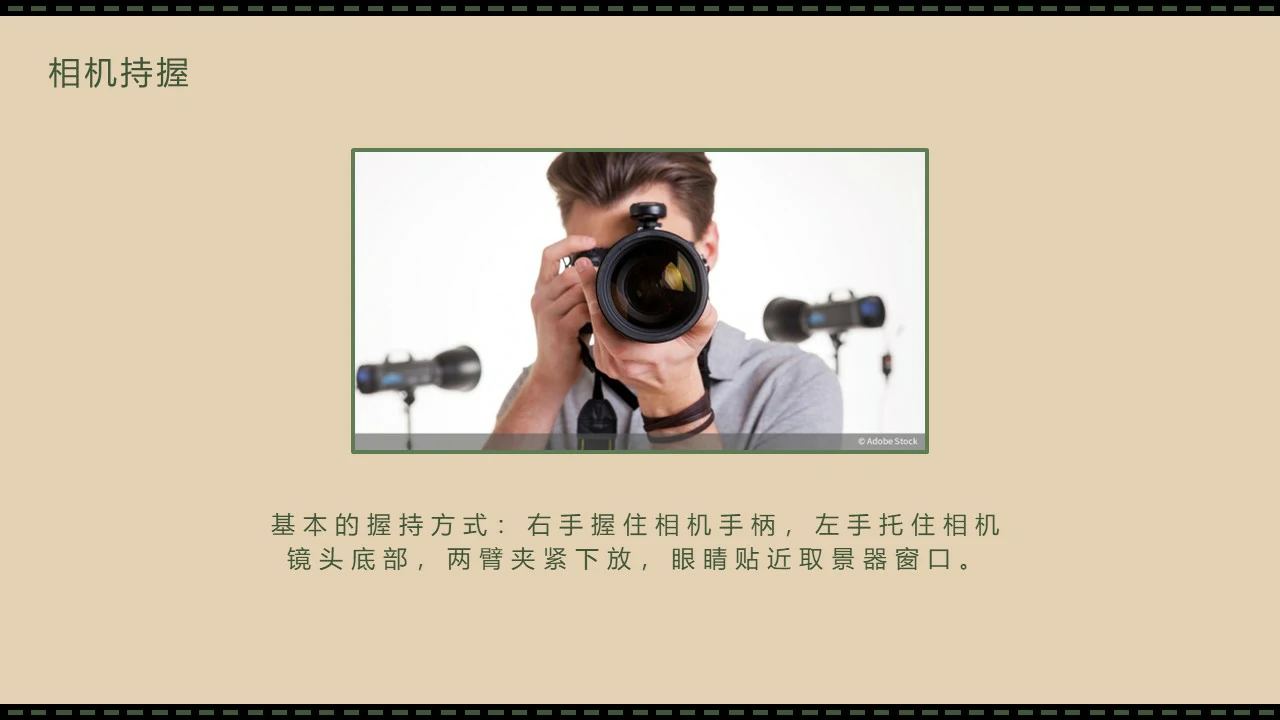 相机持握
© Adobe Stock
基本的握持方式：右手握住相机手柄，左手托住相机
镜头底部，两臂夹紧下放，眼睛贴近取景器窗口。